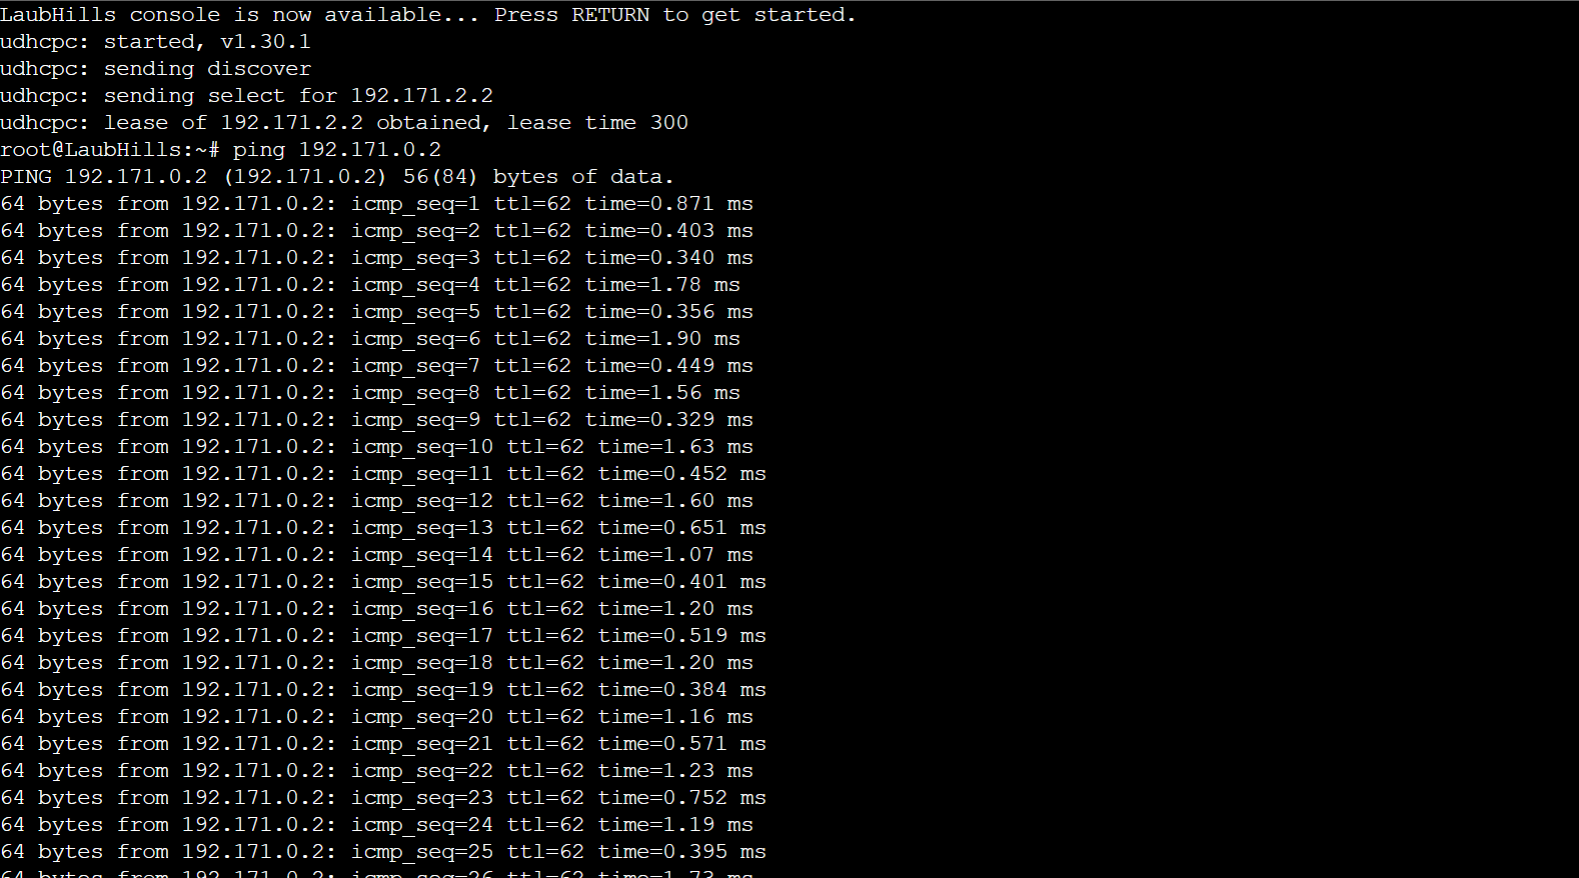 LaubHills console is now available... Press RETURN to get started.
udhcpc: started, v1.30.1
udhcpc: sending discover
udhcpc: sending select for 192.171.2.2
udhcpc: lease of 192.171.2.2 obtained, lease time 300
root@LaubHills:~# ping 192.171.0.2
PING 192.171.0.2 (192.171.0.2) 56(84) bytes of data.
64 bytes from 192.171.0.2: icmp_seq=1 ttl=62 time=0.871 ms
64 bytes from 192.171.0.2: icmp_seq=2 ttl=62 time=0.403 ms
64 bytes from 192.171.0.2: icmp_seq=3 ttl=62 time=0.340 ms
64 bytes from 192.171.0.2: icmp_seq=4 ttl=62 time=1.78 ms
64 bytes from 192.171.0.2: icmp_seq=5 ttl=62 time=0.356 ms
64 bytes from 192.171.0.2: icmp_seq=6 ttl=62 time=1.90 ms
64 bytes from 192.171.0.2: icmp_seq=7 ttl=62 time=0.449 ms
64 bytes from 192.171.0.2: icmp_seq=8 ttl=62 time=1.56 ms
64 bytes from 192.171.0.2: icmp_seq=9 ttl=62 time=0.329 ms
64 bytes from 192.171.0.2: icmp_seq=10 ttl=62 time=1.63 ms
64 bytes from 192.171.0.2: icmp_seq=11 ttl=62 time=0.452 ms
64 bytes from 192.171.0.2: icmp_seq=12 ttl=62 time=1.60 ms
64 bytes from 192.171.0.2: icmp_seq=13 ttl=62 time=0.651 ms
64 bytes from 192.171.0.2: icmp_seq=14 ttl=62 time=1.07 ms
64 bytes from 192.171.0.2: icmp_seq=15 ttl=62 time=0.401 ms
64 bytes from 192.171.0.2: icmp_seq=16 ttl=62 time=1.20 ms
64 bytes from 192.171.0.2: icmp_seq=17 ttl=62 time=0.519 ms
64 bytes from 192.171.0.2: icmp_seq=18 ttl=62 time=1.20 ms
64 bytes from 192.171.0.2: icmp_seq=19 ttl=62 time=0.384 ms
64 bytes from 192.171.0.2: icmp_seq=20 ttl=62 time=1.16 ms
64 bytes from 192.171.0.2: icmp_seq=21 ttl=62 time=0.571 ms
64 bytes from 192.171.0.2: icmp_seq=22 ttl=62 time=1.23 ms
64 bytes from 192.171.0.2: icmp_seq=23 ttl=62 time=0.752 ms
64 bytes from 192.171.0.2: icmp_seq=24 ttl=62 time=1.19 ms
64 bytes from 192.171.0.2: icmp_seq=25 ttl=62 time=0.395 ms
64 bytes from 192.171.0.2: icmp_seq=26 ttl=62 time=1.73 ms